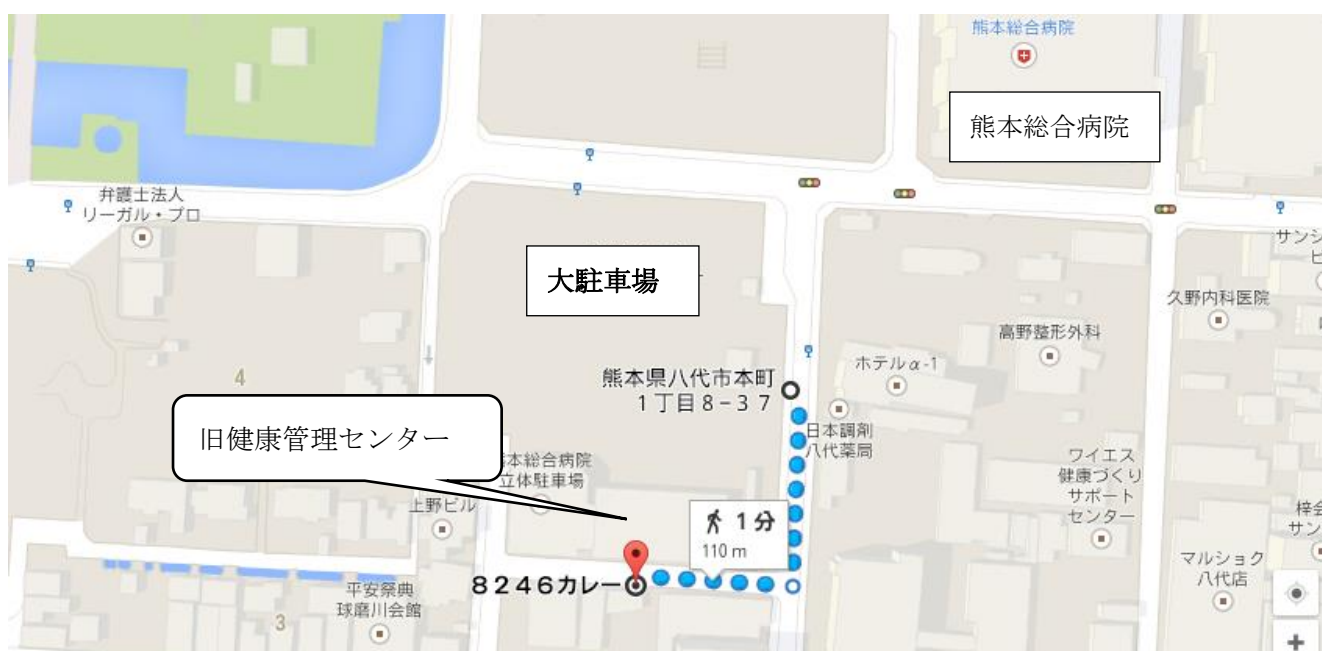 熊本総合病院
熊本総合病院
弁護士法人
リーガル・プロ
大駐車場
サンシ
ビ
久野内科医院
高野整形外科
ホテルα-1
熊本県八代市本町
1丁目8-37
4
日本調剤
八代薬局
旧健康管理センター
本総合病院
立体駐車場
上野ビル
ワイエス
健康づくり
サポート
センター
梓会
サン
1分
110 m
マルショク
八代店
8246カレー
平安祭典
球磨川会館
3